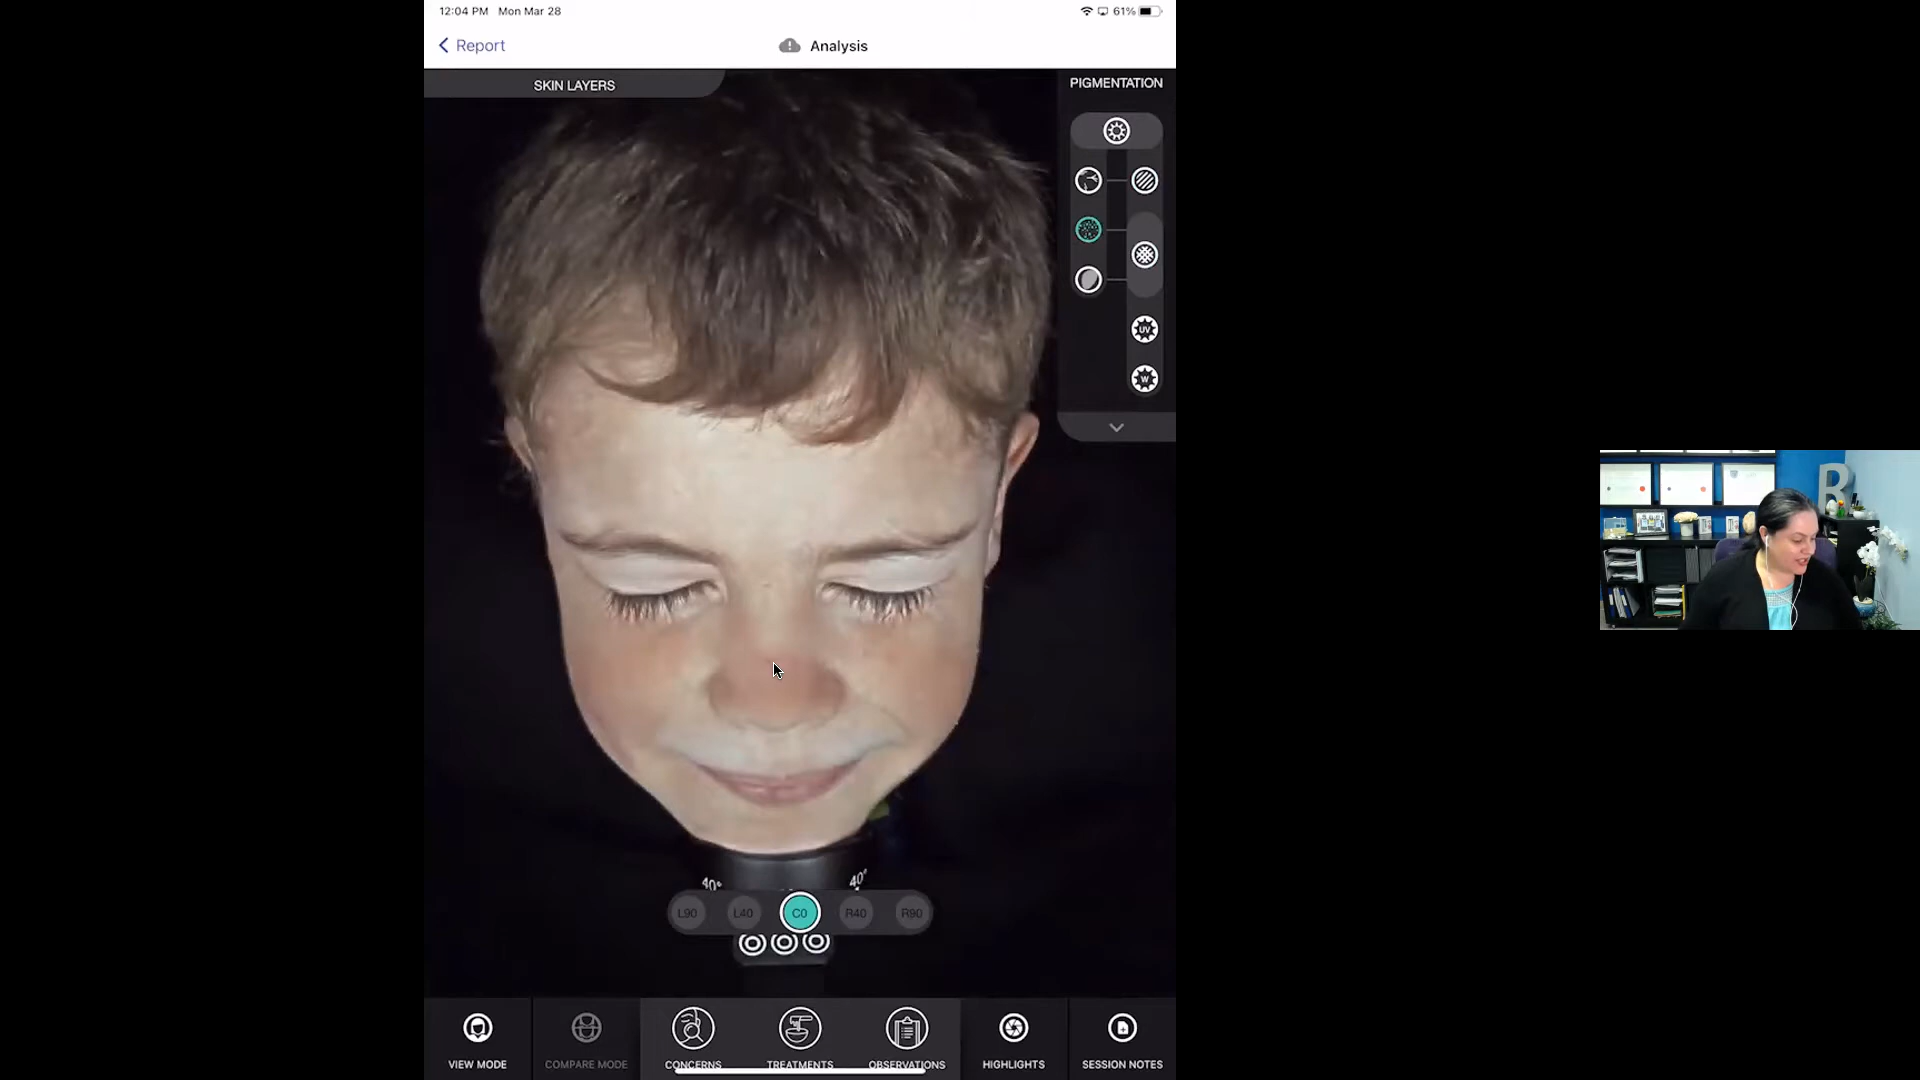 12:04 PM Mon Mar 28
61%
Report
Analysis
SKIN LAYERS
PIGMENTATION
UV
W
R
40° 40°
L90 L40 C0 R40 R90
VIEW MODE COMPARE MODE CONCERNS TREATMENTS OBSERVATIONS HIGHLIGHTS SESSION NOTES